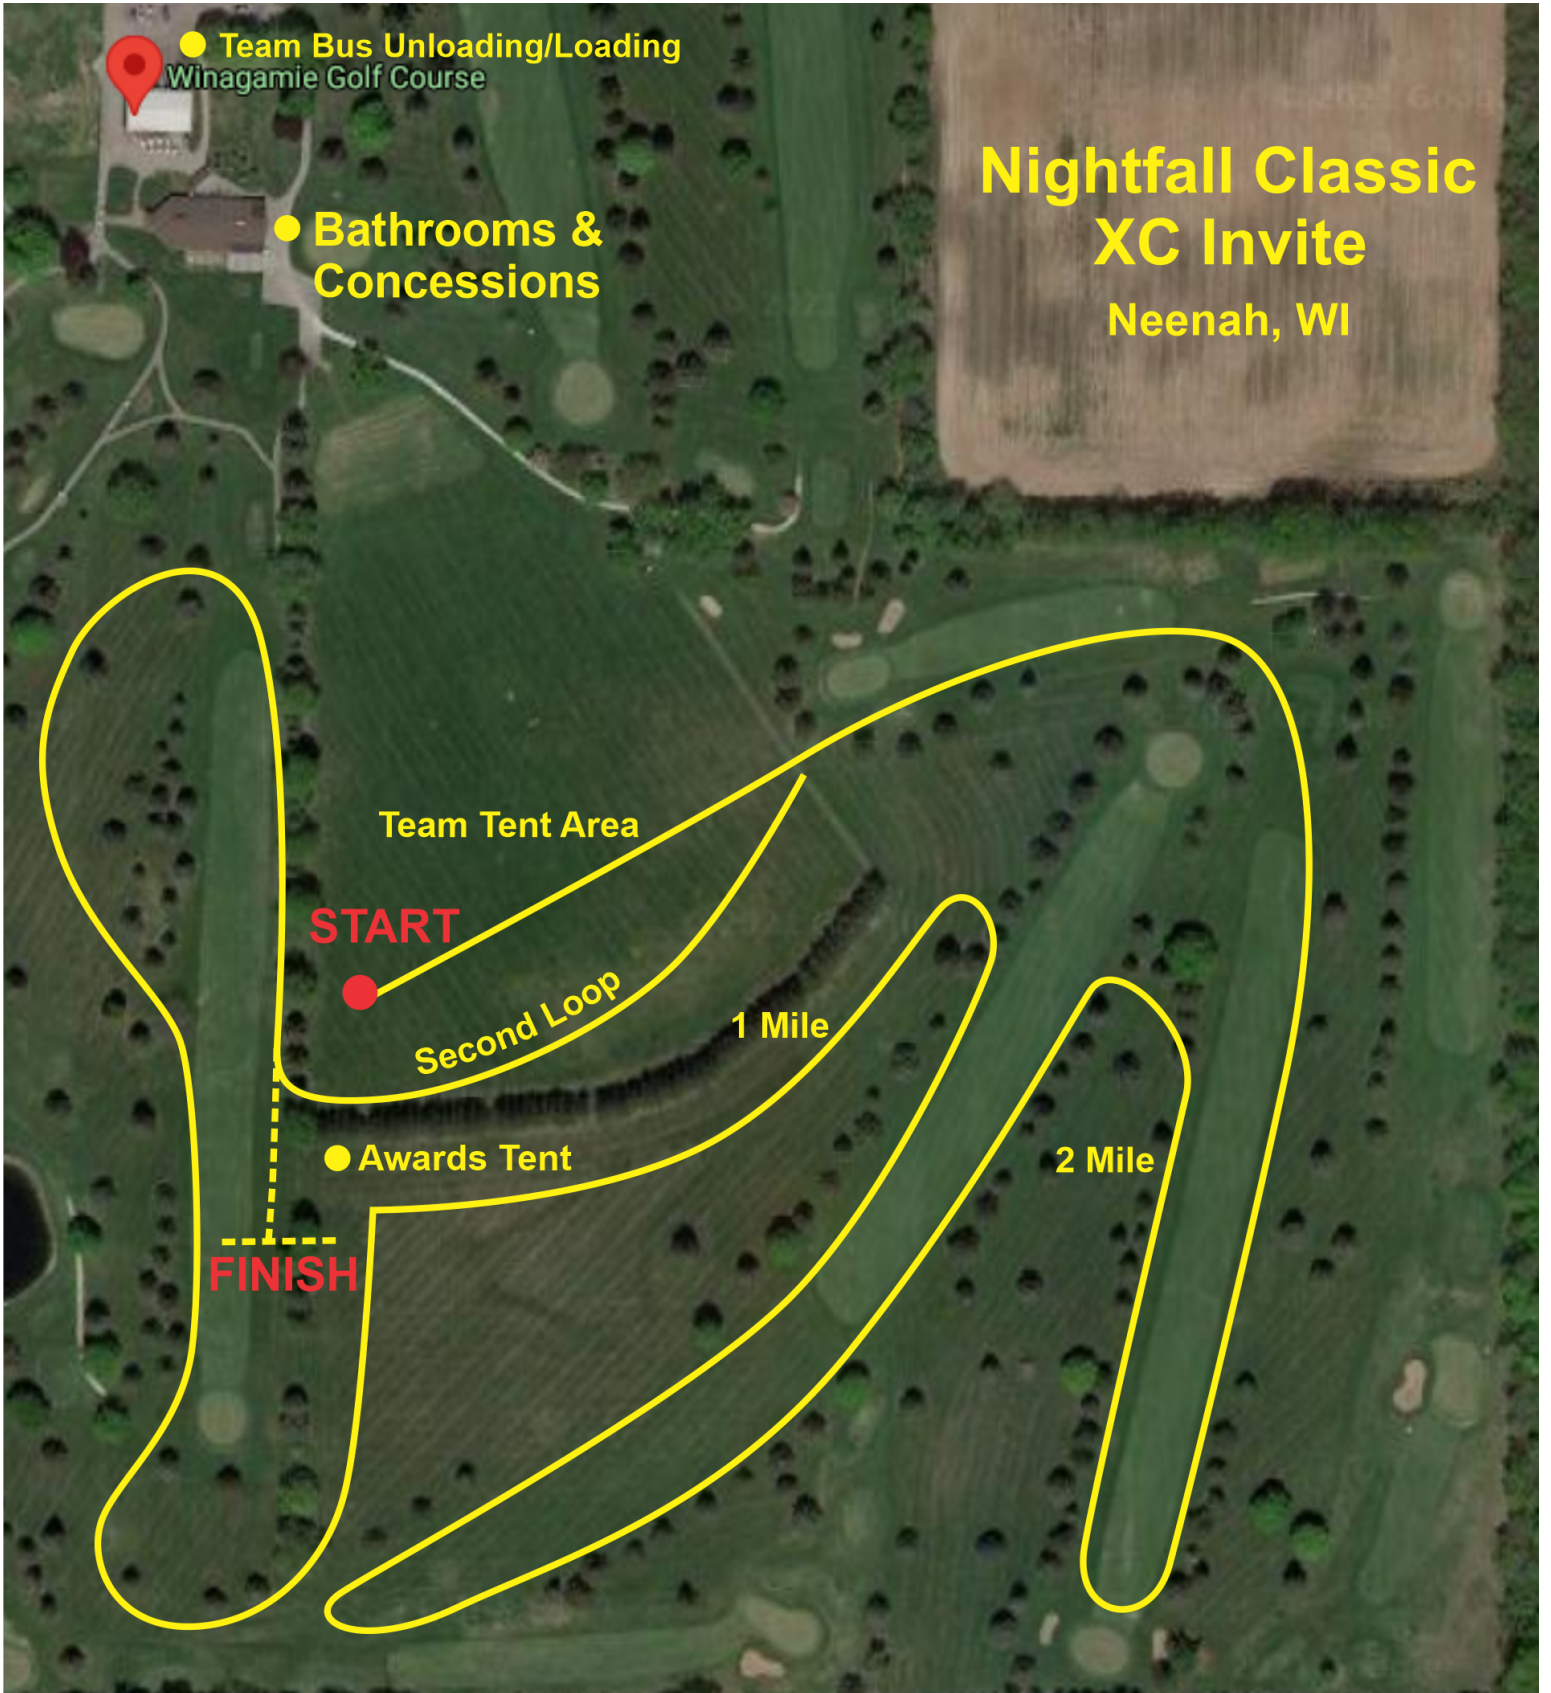 Team Bus Unloading/Loading
Winagamie Golf Course
Nightfall Classic
XC Invite
Neenah, WI
Bathrooms &
Concessions
Team Tent Area
START
Second Loop
1 Mile
Awards Tent
2 Mile
FINISH